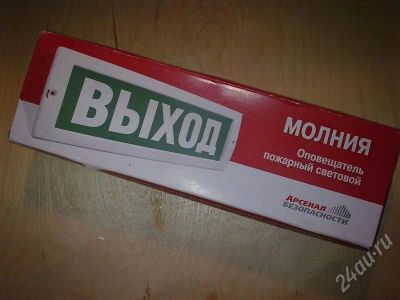 ВЫХОД
МОЛНИЯ
Оповещатель
пожарный световой
АРСЕНАЛ
БЕЗОПАСНОСТИ
24au.ru